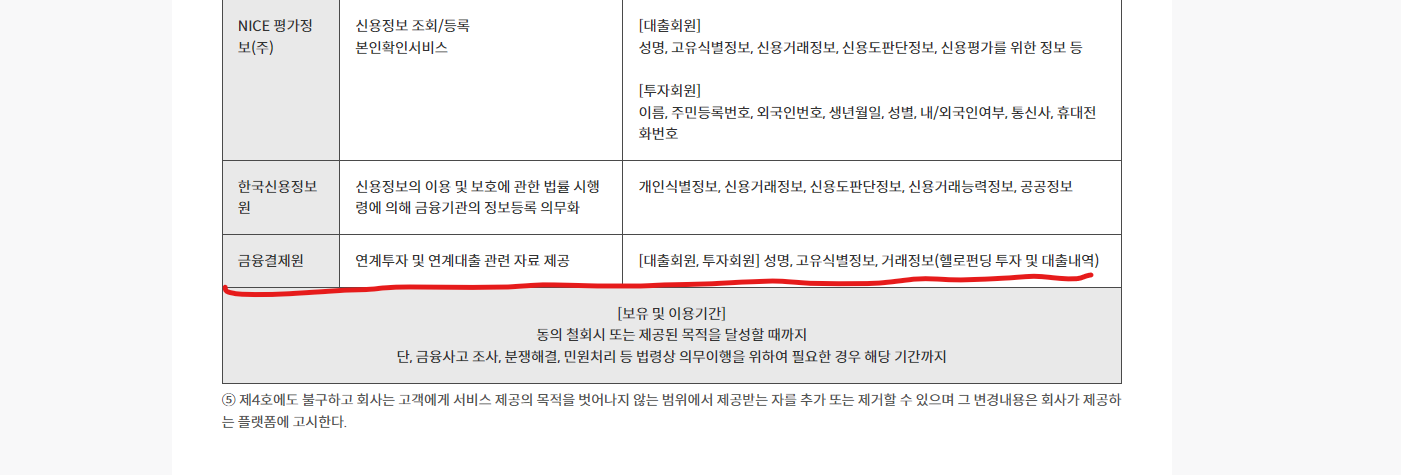 NICE 평가정
보(주)
신용정보 조회/등록
본인확인서비스
[대출회원]
성명, 고유식별정보, 신용거래정보, 신용도판단정보, 신용평가를 위한 정보 등
[투자회원]
이름, 주민등록번호, 외국인번호, 생년월일, 성별, 내/외국인여부, 통신사, 휴대전
화번호
한국신용정보
원
신용정보의 이용 및 보호에 관한 법률 시행
령에 의해 금융기관의 정보등록 의무화
개인식별정보, 신용거래정보, 신용도판단정보, 신용거래능력정보, 공공정보
금융결제원
연계투자 및 연계대출 관련 자료 제공
[대출회원, 투자회원] 성명, 고유식별정보, 거래정보(헬로펀딩 투자 및 대출내역)
[보유 및 이용기간]
동의 철회시 또는 제공된 목적을 달성할 때까지
단, 금융사고 조사, 분쟁해결, 민원처리 등 법령상 의무이행을 위하여 필요한 경우 해당 기간까지
⑤ 제4호에도 불구하고 회사는 고객에게 서비스 제공의 목적을 벗어나지 않는 범위에서 제공받는 자를 추가 또는 제거할 수 있으며 그 변경내용은 회사가 제공하
는 플랫폼에 고시한다.